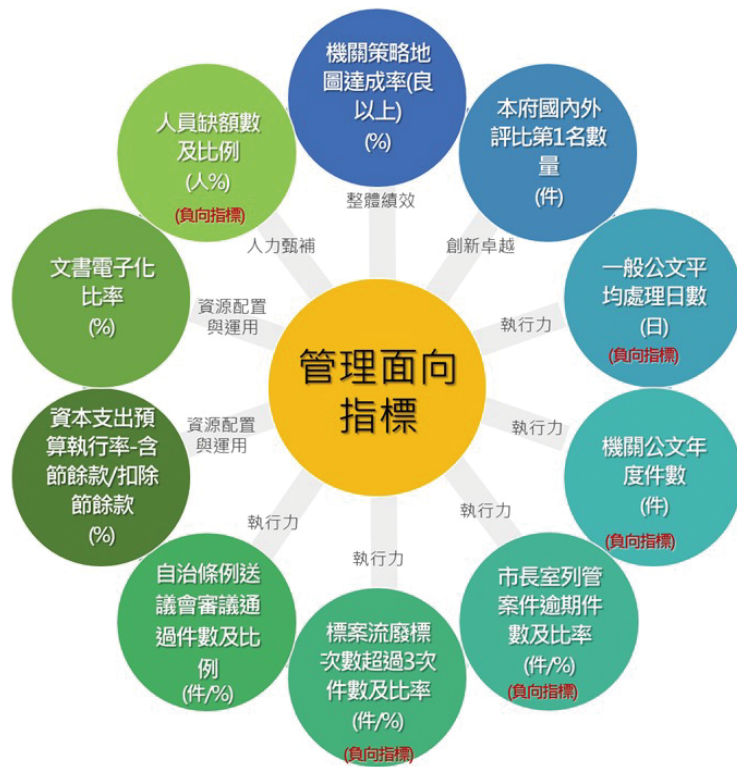 機關策略地
圖達成率(良
以上)
(%)
整體績效
本府國內外
評比第1名數
量
(件)
創新卓越
一般公文平
均處理日數
(日)
(負向指標)
執行力
機關公文年
度件數
(件)
(負向指標)
執行力
市長室列管
案件逾期件
數及比率
(件/%)
(負向指標)
執行力
標案流廢標
次數超過3次
件數及比率
(件/%)
(負向指標)
執行力
自治條例送
議會審議通
過件數及比
例
(件/%)
執行力
資本支出預
算執行率-含
節餘款/扣除
節餘款
(%)
資源配置
與運用
文書電子化
比率
(%)
資源配置
與運用
人員缺額數
及比例
(人%)
(負向指標)
人力甄補
管理面向
指標